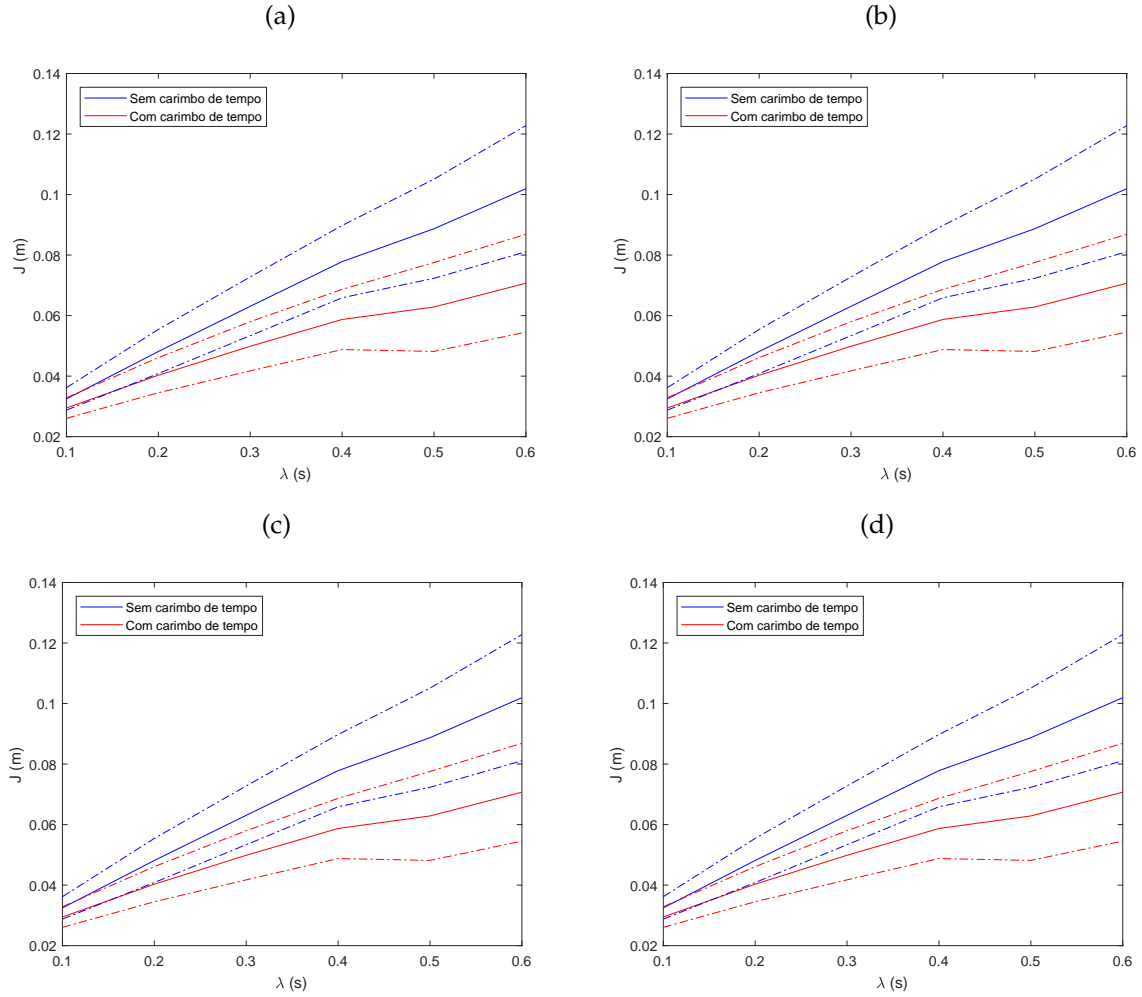 (a)
(b)
0.14
0.12
0.1
0.08
0.06
0.04
0.02
J (m)
Sem carimbo de tempo
Com carimbo de tempo
0.1 0.2 0.3 0.4 0.5 0.6
λ (s)
0.14
0.12
0.1
0.08
0.06
0.04
0.02
J (m)
Sem carimbo de tempo
Com carimbo de tempo
0.1 0.2 0.3 0.4 0.5 0.6
λ (s)
(c)
(d)
0.14
0.12
0.1
0.08
0.06
0.04
0.02
J (m)
Sem carimbo de tempo
Com carimbo de tempo
0.1 0.2 0.3 0.4 0.5 0.6
λ (s)
0.14
0.12
0.1
0.08
0.06
0.04
0.02
J (m)
Sem carimbo de tempo
Com carimbo de tempo
0.1 0.2 0.3 0.4 0.5 0.6
λ (s)